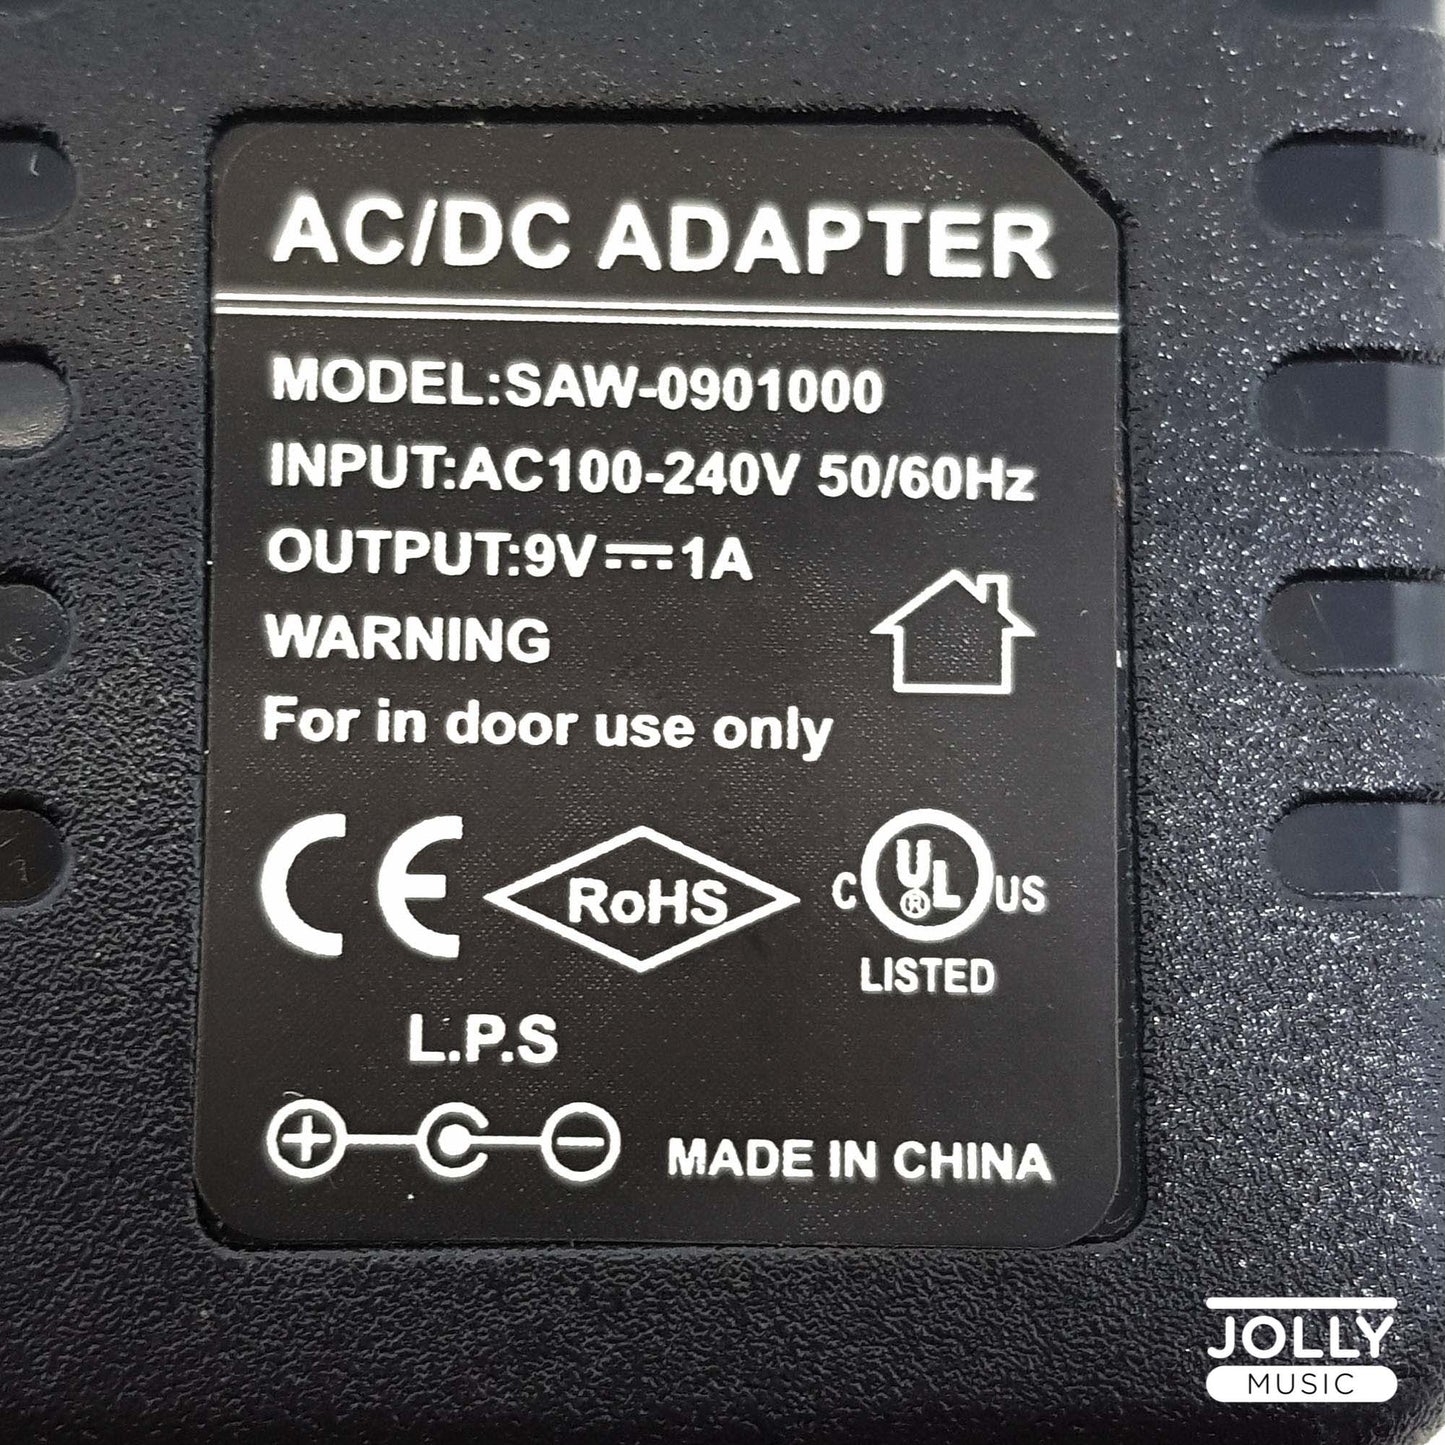 AC/DC ADAPTER
MODEL:SAW-0901000
INPUT:AC100-240V 50/60Hz
OUTPUT:9V⎓1A
WARNING
For in door use only
CE RoHS C UL® US
LISTED
L.P.S
+ −
MADE IN CHINA
JOLLY
MUSIC